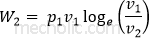 W₂ = p₁v₁ logₑ (v₁/v₂)